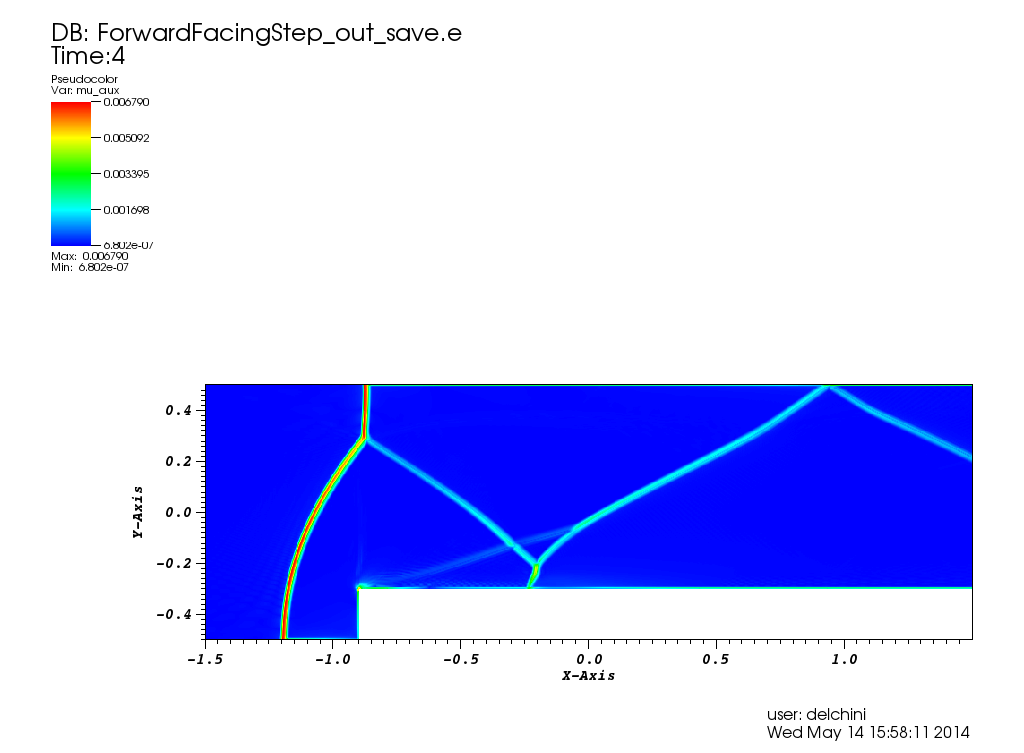 DB: ForwardFacingStep_out_save.e
Time:4
Pseudocolor
Var: mu_aux
0.006790
0.005092
0.003395
0.001698
6.802e-07
Max: 0.006790
Min: 6.802e-07
0.4
0.2
0.0
-0.2
-0.4
Y-Axis
-1.5 -1.0 -0.5 0.0 0.5 1.0
X-Axis
user: delchini
Wed May 14 15:58:11 2014